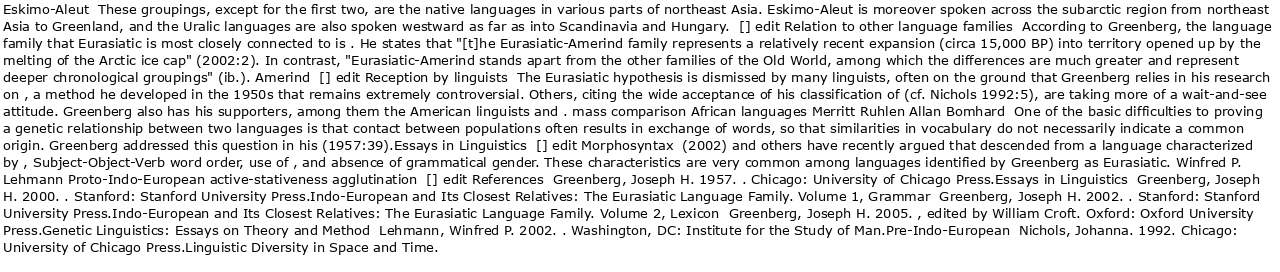 Eskimo-Aleut  These groupings, except for the first two, are the native languages in various parts of northeast Asia. Eskimo-Aleut is moreover spoken across the subarctic region from northeast
Asia to Greenland, and the Uralic languages are also spoken westward as far as into Scandinavia and Hungary.  [] edit Relation to other language families  According to Greenberg, the language
family that Eurasiatic is most closely connected to is . He states that "[t]he Eurasiatic-Amerind family represents a relatively recent expansion (circa 15,000 BP) into territory opened up by the
melting of the Arctic ice cap" (2002:2). In contrast, "Eurasiatic-Amerind stands apart from the other families of the Old World, among which the differences are much greater and represent
deeper chronological groupings" (ib.). Amerind  [] edit Reception by linguists  The Eurasiatic hypothesis is dismissed by many linguists, often on the ground that Greenberg relies in his research
on , a method he developed in the 1950s that remains extremely controversial. Others, citing the wide acceptance of his classification of (cf. Nichols 1992:5), are taking more of a wait-and-see
attitude. Greenberg also has his supporters, among them the American linguists and . mass comparison African languages Merritt Ruhlen Allan Bomhard  One of the basic difficulties to proving
a genetic relationship between two languages is that contact between populations often results in exchange of words, so that similarities in vocabulary do not necessarily indicate a common
origin. Greenberg addressed this question in his (1957:39).Essays in Linguistics  [] edit Morphosyntax  (2002) and others have recently argued that descended from a language characterized
by , Subject-Object-Verb word order, use of , and absence of grammatical gender. These characteristics are very common among languages identified by Greenberg as Eurasiatic. Winfred P.
Lehmann Proto-Indo-European active-stativeness agglutination  [] edit References  Greenberg, Joseph H. 1957. . Chicago: University of Chicago Press.Essays in Linguistics  Greenberg, Joseph
H. 2000. . Stanford: Stanford University Press.Indo-European and Its Closest Relatives: The Eurasiatic Language Family. Volume 1, Grammar  Greenberg, Joseph H. 2002. . Stanford: Stanford
University Press.Indo-European and Its Closest Relatives: The Eurasiatic Language Family. Volume 2, Lexicon  Greenberg, Joseph H. 2005. , edited by William Croft. Oxford: Oxford University
Press.Genetic Linguistics: Essays on Theory and Method  Lehmann, Winfred P. 2002. . Washington, DC: Institute for the Study of Man.Pre-Indo-European  Nichols, Johanna. 1992. Chicago:
University of Chicago Press.Linguistic Diversity in Space and Time.